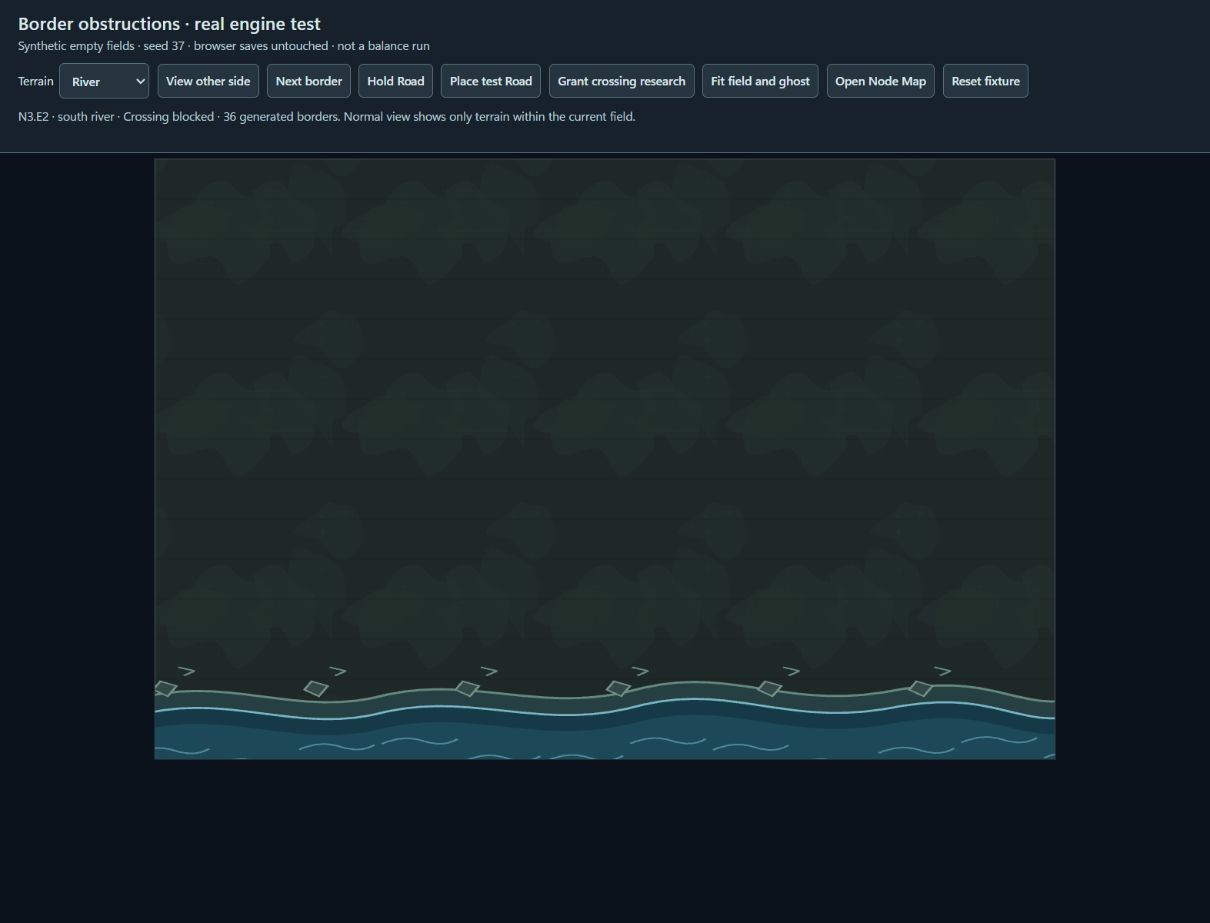 Border obstructions · real engine test
Synthetic empty fields · seed 37 · browser saves untouched · not a balance run
Terrain River View other side Next border Hold Road Place test Road Grant crossing research Fit field and ghost Open Node Map Reset fixture
N3.E2 · south river · Crossing blocked · 36 generated borders. Normal view shows only terrain within the current field.